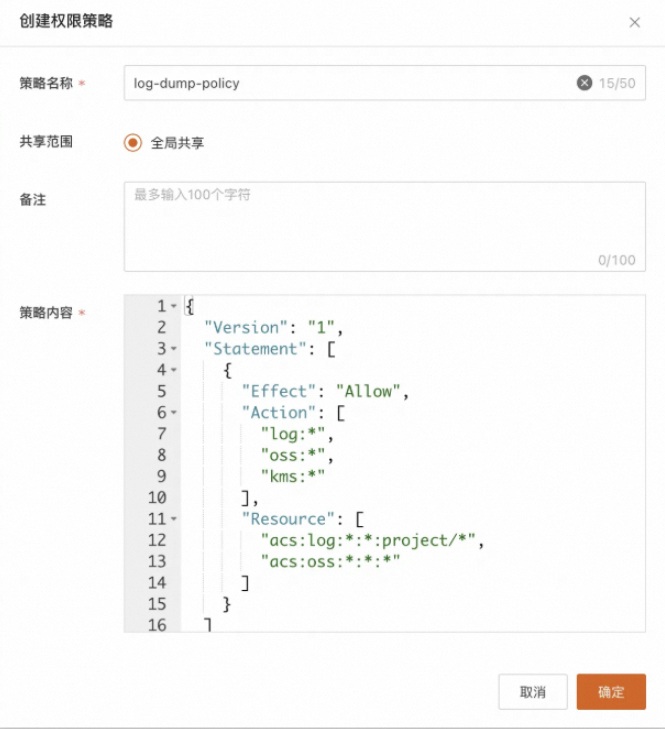 创建权限策略
策略名称 *
log-dump-policy
15/50
共享范围
全局共享
备注
最多输入100个字符
0/100
策略内容 *
1 {
2 "Version": "1",
3 "Statement": [
4 {
5 "Effect": "Allow",
6 "Action": [
7 "log:*",
8 "oss:*",
9 "kms:*"
10 ],
11 "Resource": [
12 "acs:log:*:*:project/*",
13 "acs:oss:*:*:*"
14 ]
15 }
16 ]
取消
确定